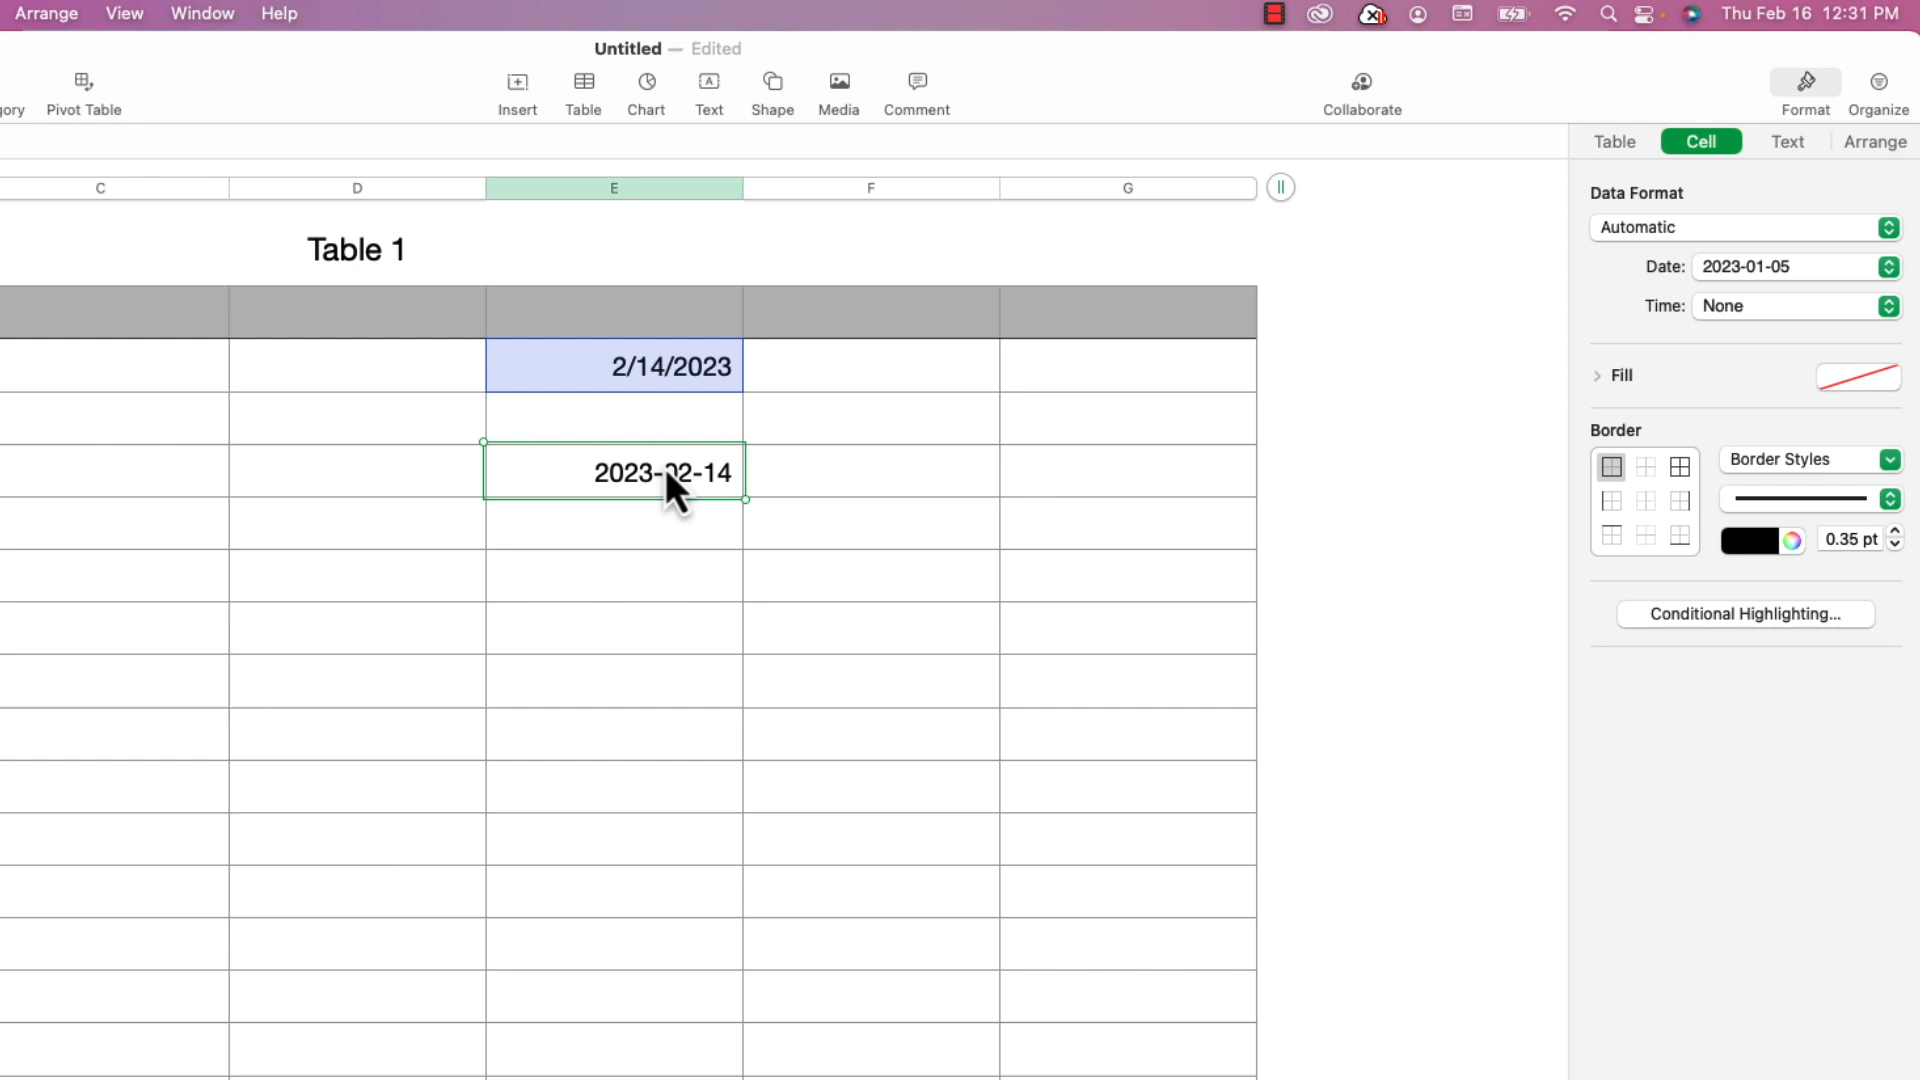 Arrange View Window Help Thu Feb 16 12:31 PM
Untitled — Edited
gory Pivot Table Insert Table Chart Text Shape Media Comment Collaborate Format Organize
Table Cell Text Arrange
C D E F G
Data Format
Automatic
Table 1
Date: 2023-01-05
Time: None
2/14/2023
Fill
Border
Border Styles
2023-02-14
0.35 pt
Conditional Highlighting...